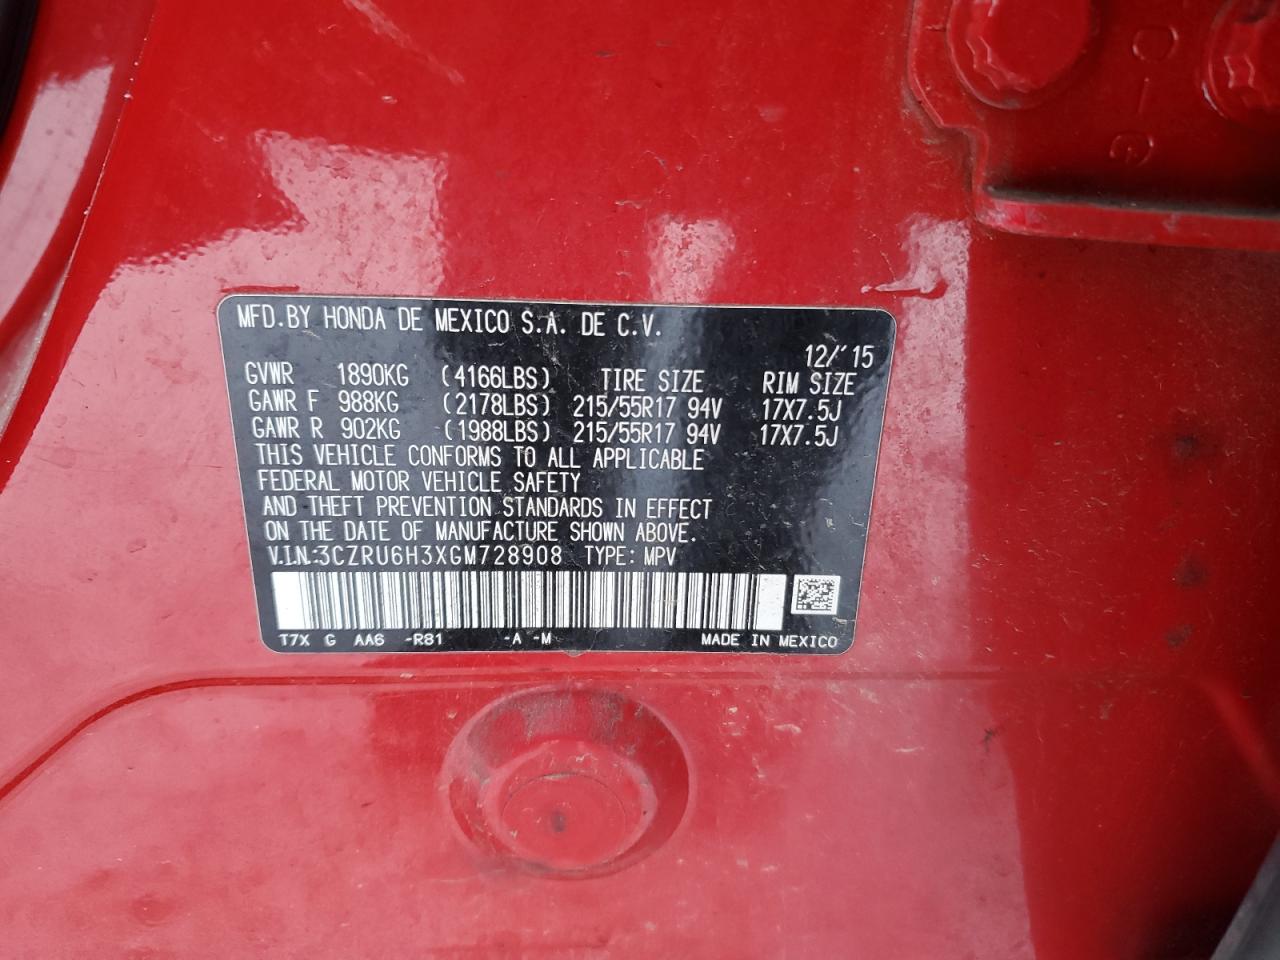 MFD.BY HONDA DE MEXICO S.A. DE C.V.
12/'15
GVWR 1890KG (4166LBS) TIRE SIZE RIM SIZE
GAWR F 988KG (2178LBS) 215/55R17 94V 17X7.5J
GAWR R 902KG (1988LBS) 215/55R17 94V 17X7.5J
THIS VEHICLE CONFORMS TO ALL APPLICABLE
FEDERAL MOTOR VEHICLE SAFETY
AND THEFT PREVENTION STANDARDS IN EFFECT
ON THE DATE OF MANUFACTURE SHOWN ABOVE.
V.I.N:3CZRU6H3XGM728908 TYPE: MPV
T7X G AA6 -R81 -A -M MADE IN MEXICO